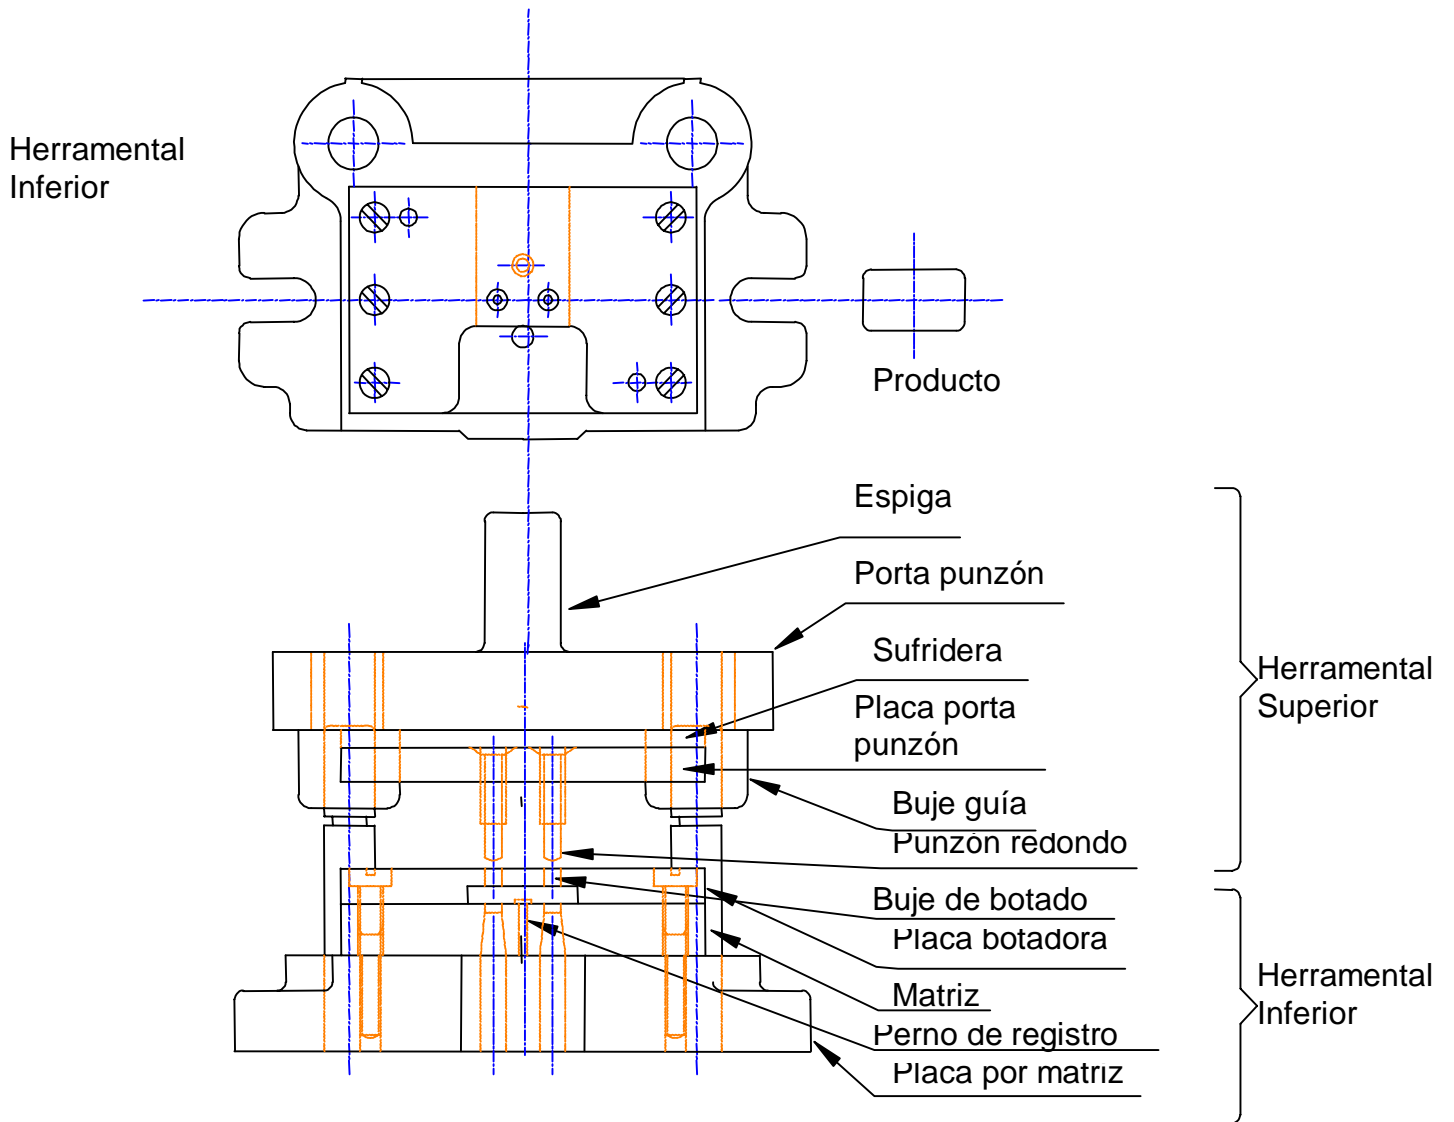 Herramental
Inferior
Producto
Espiga
Porta punzón
Sufridera
Placa porta
punzón
Buje guía
Punzón redondo
Buje de botado
Placa botadora
Matriz
Perno de registro
Placa por matriz
Herramental
Superior
Herramental
Inferior